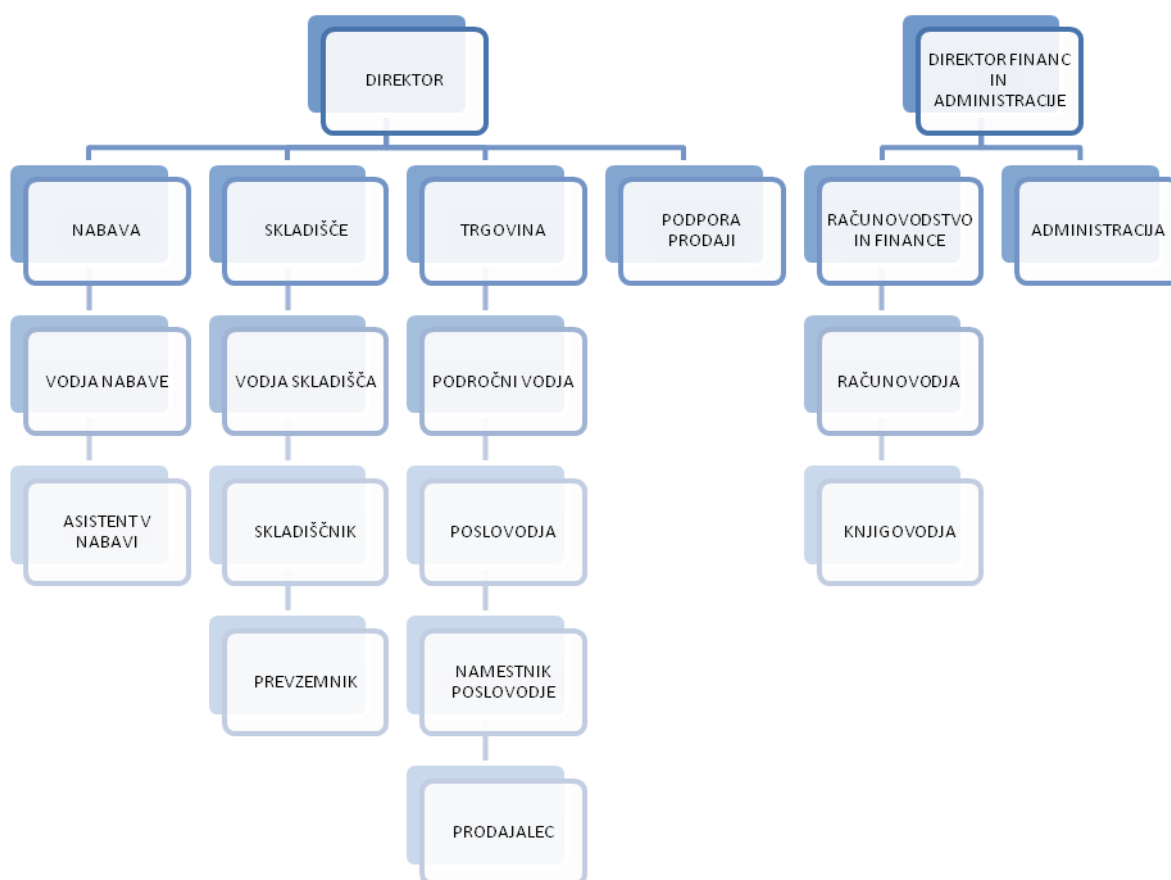 DIREKTOR
DIREKTOR FINANC
IN
ADMINISTRACIJE
NABAVA
SKLADIŠČE
TRGOVINA
PODPORA
PRODAJI
RAČUNOVODSTVO
IN FINANCE
ADMINISTRACIJA
VODJA NABAVE
VODJA SKLADIŠČA
PODROČNI VODJA
RAČUNOVODJA
ASISTENT V
NABAVI
SKLADIŠČNIK
POSLOVODJA
KNJIGOVODJA
PREVZEMNIK
NAMESTNIK
POSLOVODJE
PRODAJALEC